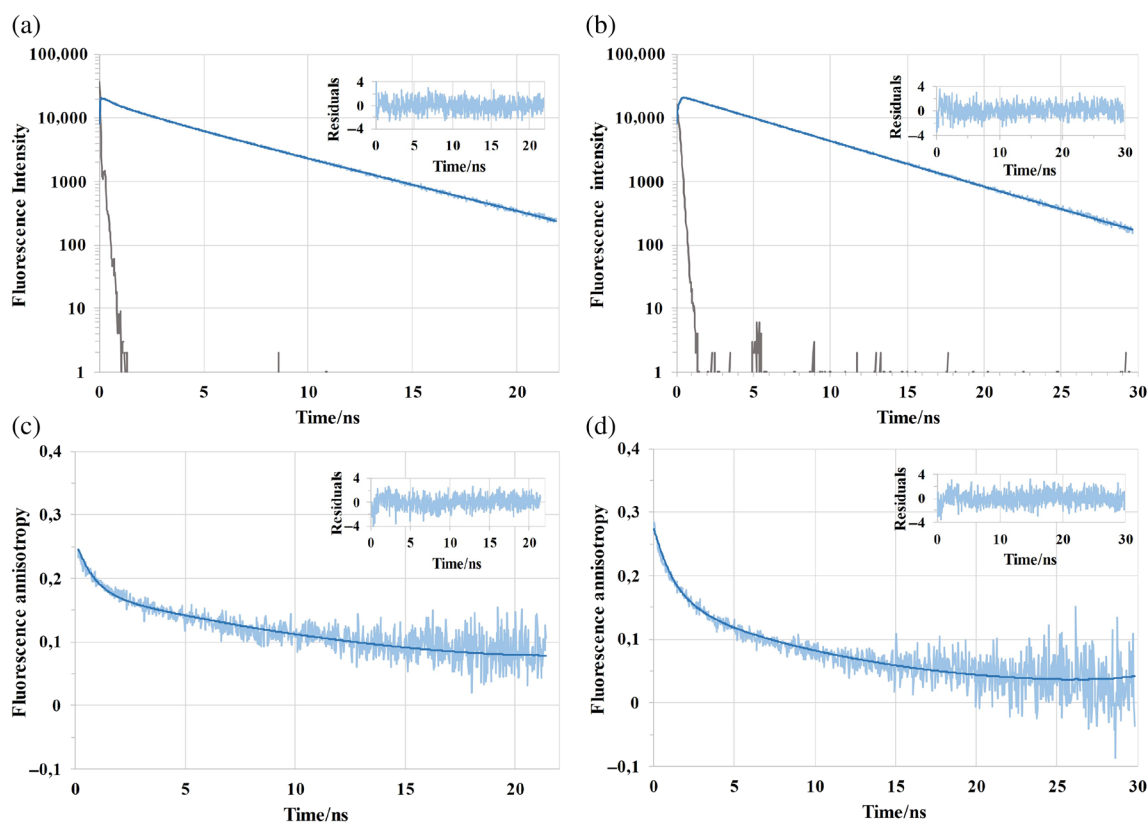 (a)
100,000
10,000
1000
100
10
1
Fluorescence Intensity
0 5 10 15 20
Time/ns
4
0
−4
Residuals
0 5 10 15 20
Time/ns
(b)
100,000
10,000
1000
100
10
1
Fluorescence intensity
0 5 10 15 20 25 30
Time/ns
4
0
−4
Residuals
0 10 20 30
Time/ns
(c)
0,4
0,3
0,2
0,1
0
−0,1
Fluorescence annisotropy
0 5 10 15 20
Time/ns
4
0
−4
Residuals
0 5 10 15 20
Time/ns
(d)
0,4
0,3
0,2
0,1
0
−0,1
Fluorescence annisotropy
0 5 10 15 20 25 30
Time/ns
4
0
−4
Residuals
0 10 20 30
Time/ns